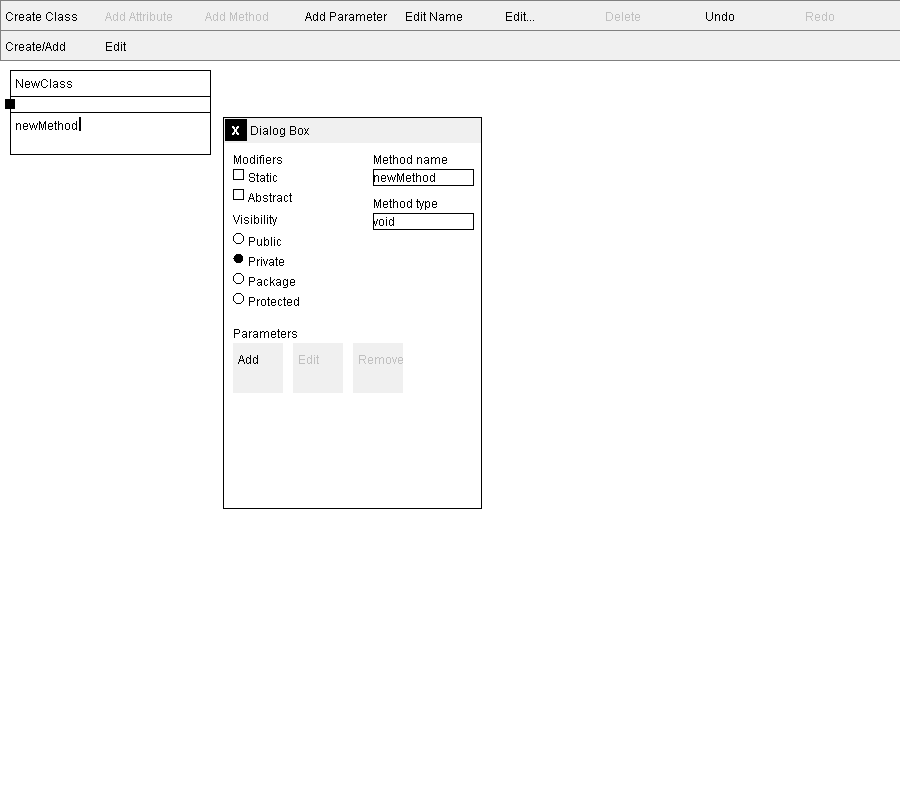 Create Class Add Attribute Add Method Add Parameter Edit Name Edit... Delete Undo Redo
Create/Add Edit
NewClass
newMethod
X Dialog Box
Modifiers
Static
Abstract
Visibility
Public
Private
Package
Protected
Method name
newMethod
Method type
void
Parameters
Add Edit Remove